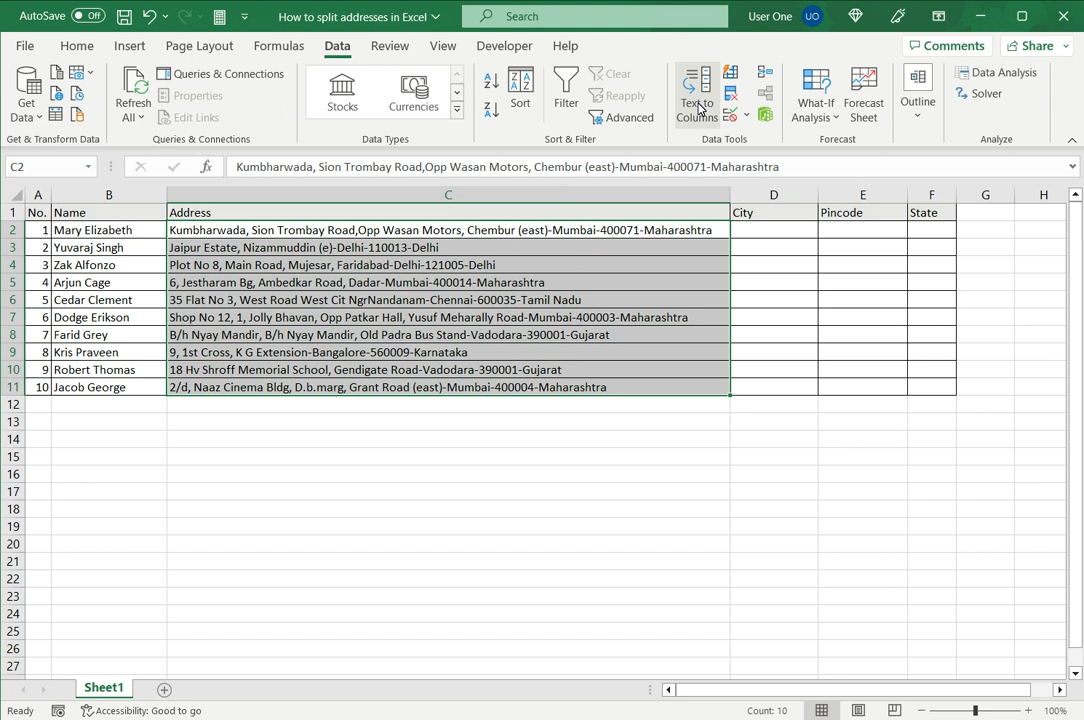 AutoSave Off How to split addresses in Excel Search User One UO
File Home Insert Page Layout Formulas Data Review View Developer Help Comments Share
Get Data Refresh All Queries & Connections Properties Edit Links Stocks Currencies Sort Filter Clear Reapply Advanced Text to Columns What-If Analysis Forecast Sheet Outline Data Analysis Solver
Get & Transform Data Queries & Connections Data Types Sort & Filter Data Tools Forecast Analyze
C2 fx Kumbharwada, Sion Trombay Road,Opp Wasan Motors, Chembur (east)-Mumbai-400071-Maharashtra
A B C D E F G H
1 No. Name Address City Pincode State
2 1 Mary Elizabeth Kumbharwada, Sion Trombay Road,Opp Wasan Motors, Chembur (east)-Mumbai-400071-Maharashtra
3 2 Yuvaraj Singh Jaipur Estate, Nizammuddin (e)-Delhi-110013-Delhi
4 3 Zak Alfonzo Plot No 8, Main Road, Mujesar, Faridabad-Delhi-121005-Delhi
5 4 Arjun Cage 6, Jestharam Bg, Ambedkar Road, Dadar-Mumbai-400014-Maharashtra
6 5 Cedar Clement 35 Flat No 3, West Road West Cit NgrNandanam-Chennai-600035-Tamil Nadu
7 6 Dodge Erikson Shop No 12, 1, Jolly Bhavan, Opp Patkar Hall, Yusuf Meharally Road-Mumbai-400003-Maharashtra
8 7 Farid Grey B/h Nyay Mandir, B/h Nyay Mandir, Old Padra Bus Stand-Vadodara-390001-Gujarat
9 8 Kris Praveen 9, 1st Cross, K G Extension-Bangalore-560009-Karnataka
10 9 Robert Thomas 18 Hv Shroff Memorial School, Gendigate Road-Vadodara-390001-Gujarat
11 10 Jacob George 2/d, Naaz Cinema Bldg, D.b.marg, Grant Road (east)-Mumbai-400004-Maharashtra
12
13
14
15
16
17
18
19
20
21
22
23
24
25
26
27
Sheet1
Ready Accessibility: Good to go Count: 10 100%